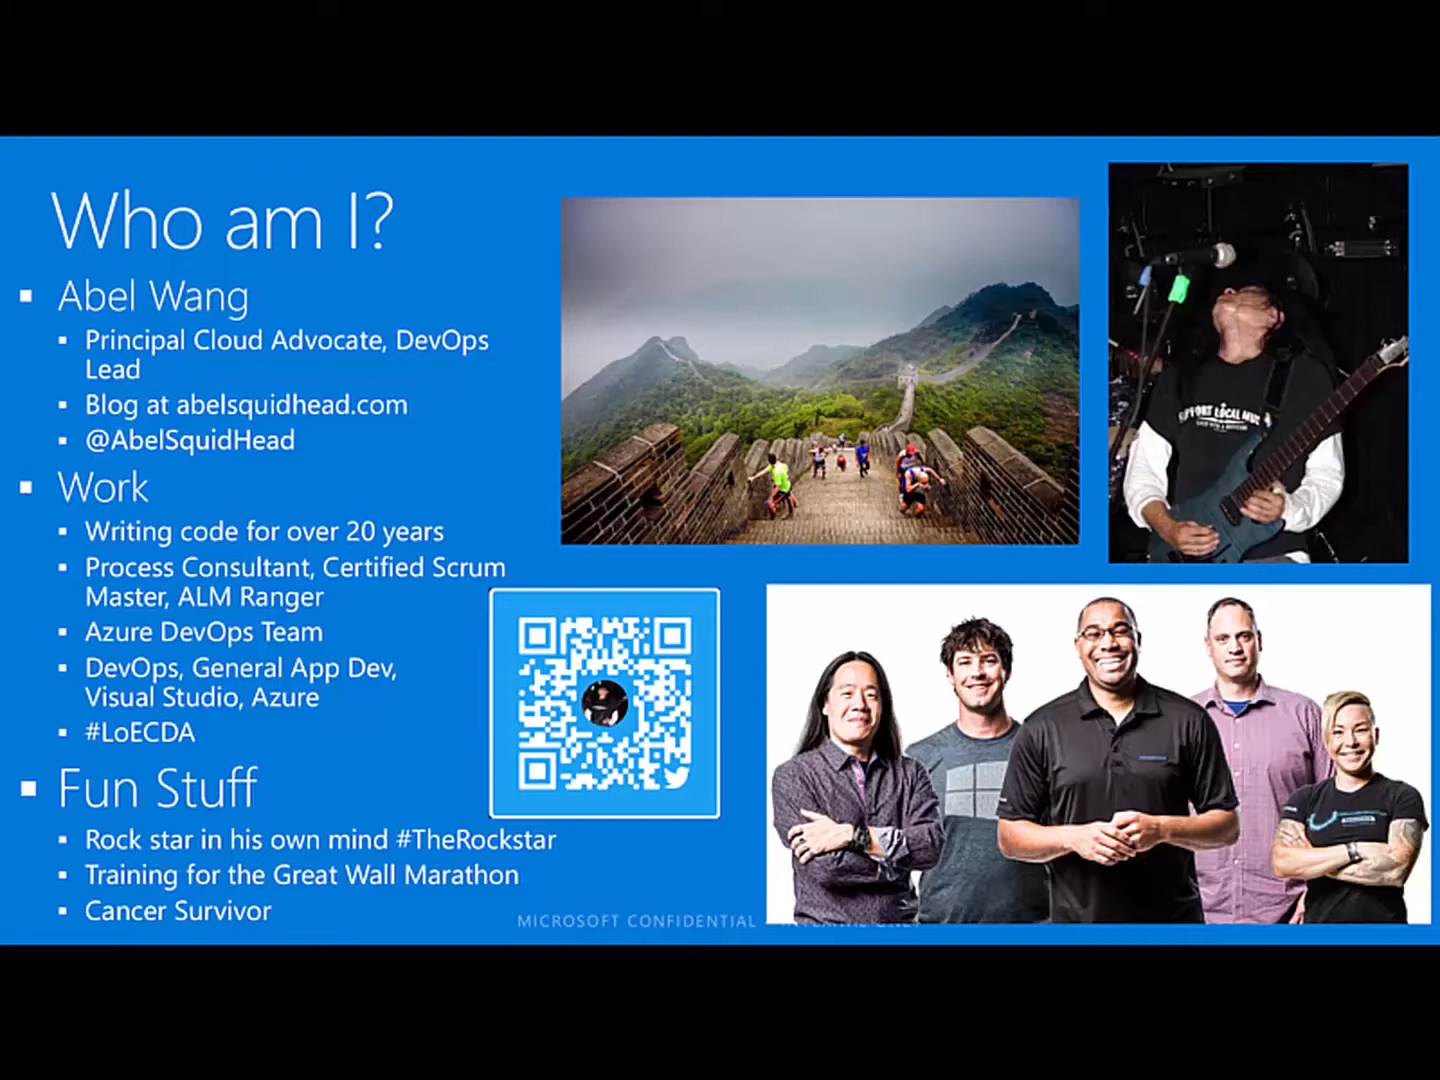 Who am I?
Abel Wang
Principal Cloud Advocate, DevOps
Lead
Blog at abelsquidhead.com
@AbelSquidHead
Work
Writing code for over 20 years
Process Consultant, Certified Scrum
Master, ALM Ranger
Azure DevOps Team
DevOps, General App Dev,
Visual Studio, Azure
#LoECDA
Fun Stuff
Rock star in his own mind #TheRockstar
Training for the Great Wall Marathon
Cancer Survivor
MICROSOFT CONFIDENTIAL
LOCAL